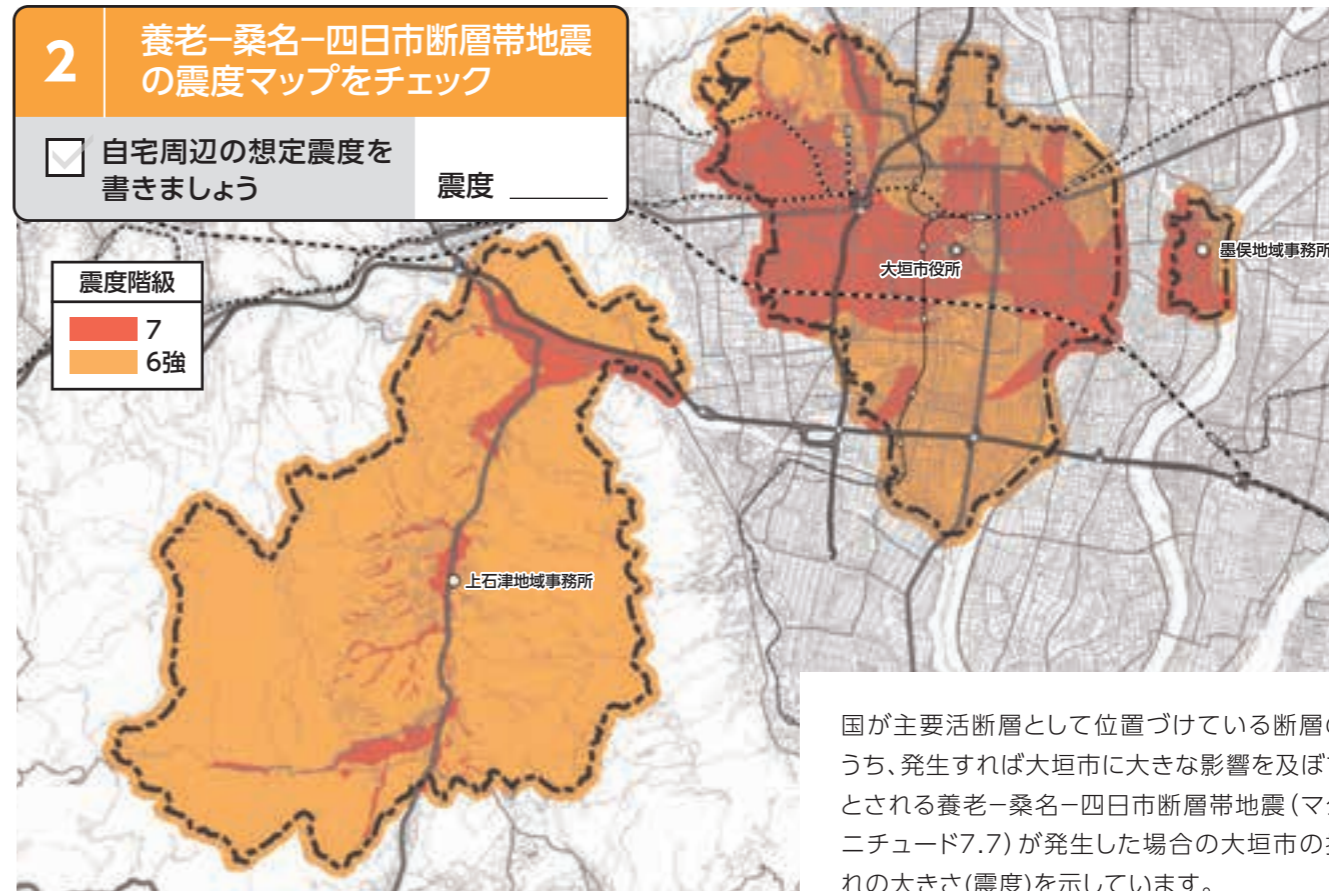 2
養老−桑名−四日市断層帯地震
の震度マップをチェック
自宅周辺の想定震度を
書きましょう
震度
震度階級
7
6強
大垣市役所
墨俣地域事務所
上石津地域事務所
国が主要活断層として位置づけている断層の
うち、発生すれば大垣市に大きな影響を及ぼす
とされる養老−桑名−四日市断層帯地震(マグ
ニチュード7.7)が発生した場合の大垣市の揺
れの大きさ(震度)を示しています。